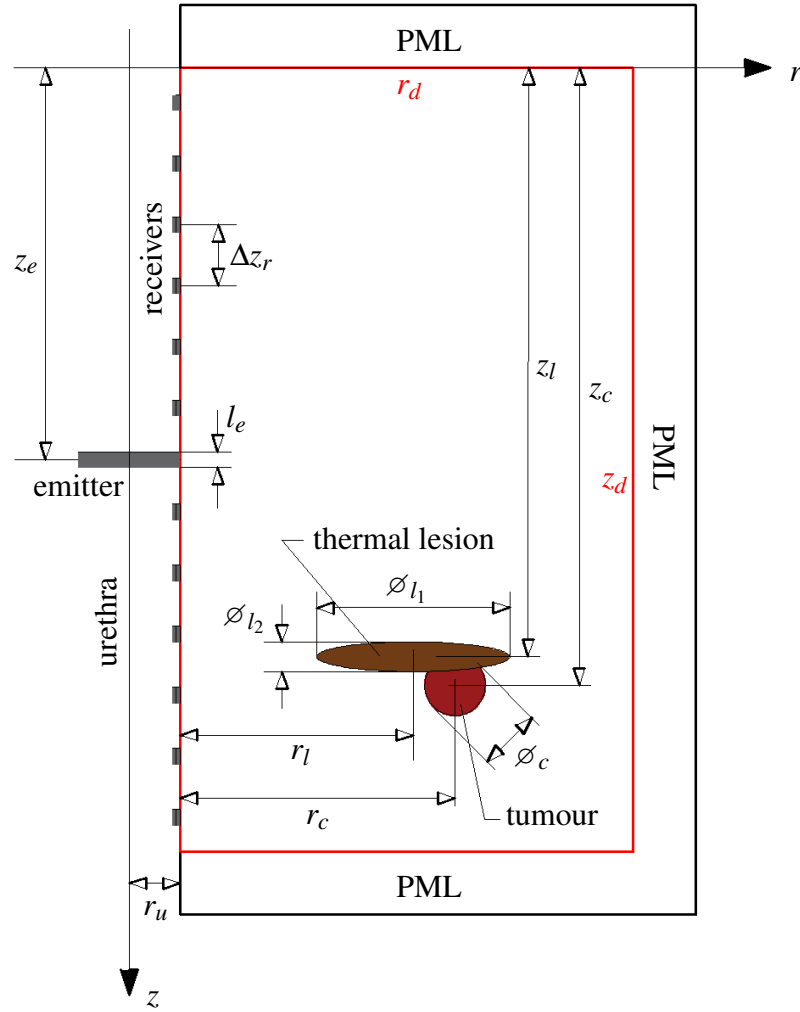 PML
r
r_d
z_e
receivers
Δz_r
z_l
z_c
l_e
PML
z_d
emitter
thermal lesion
⌀_{l_1}
⌀_{l_2}
urethra
r_l
⌀_c
r_c
tumour
PML
r_u
z